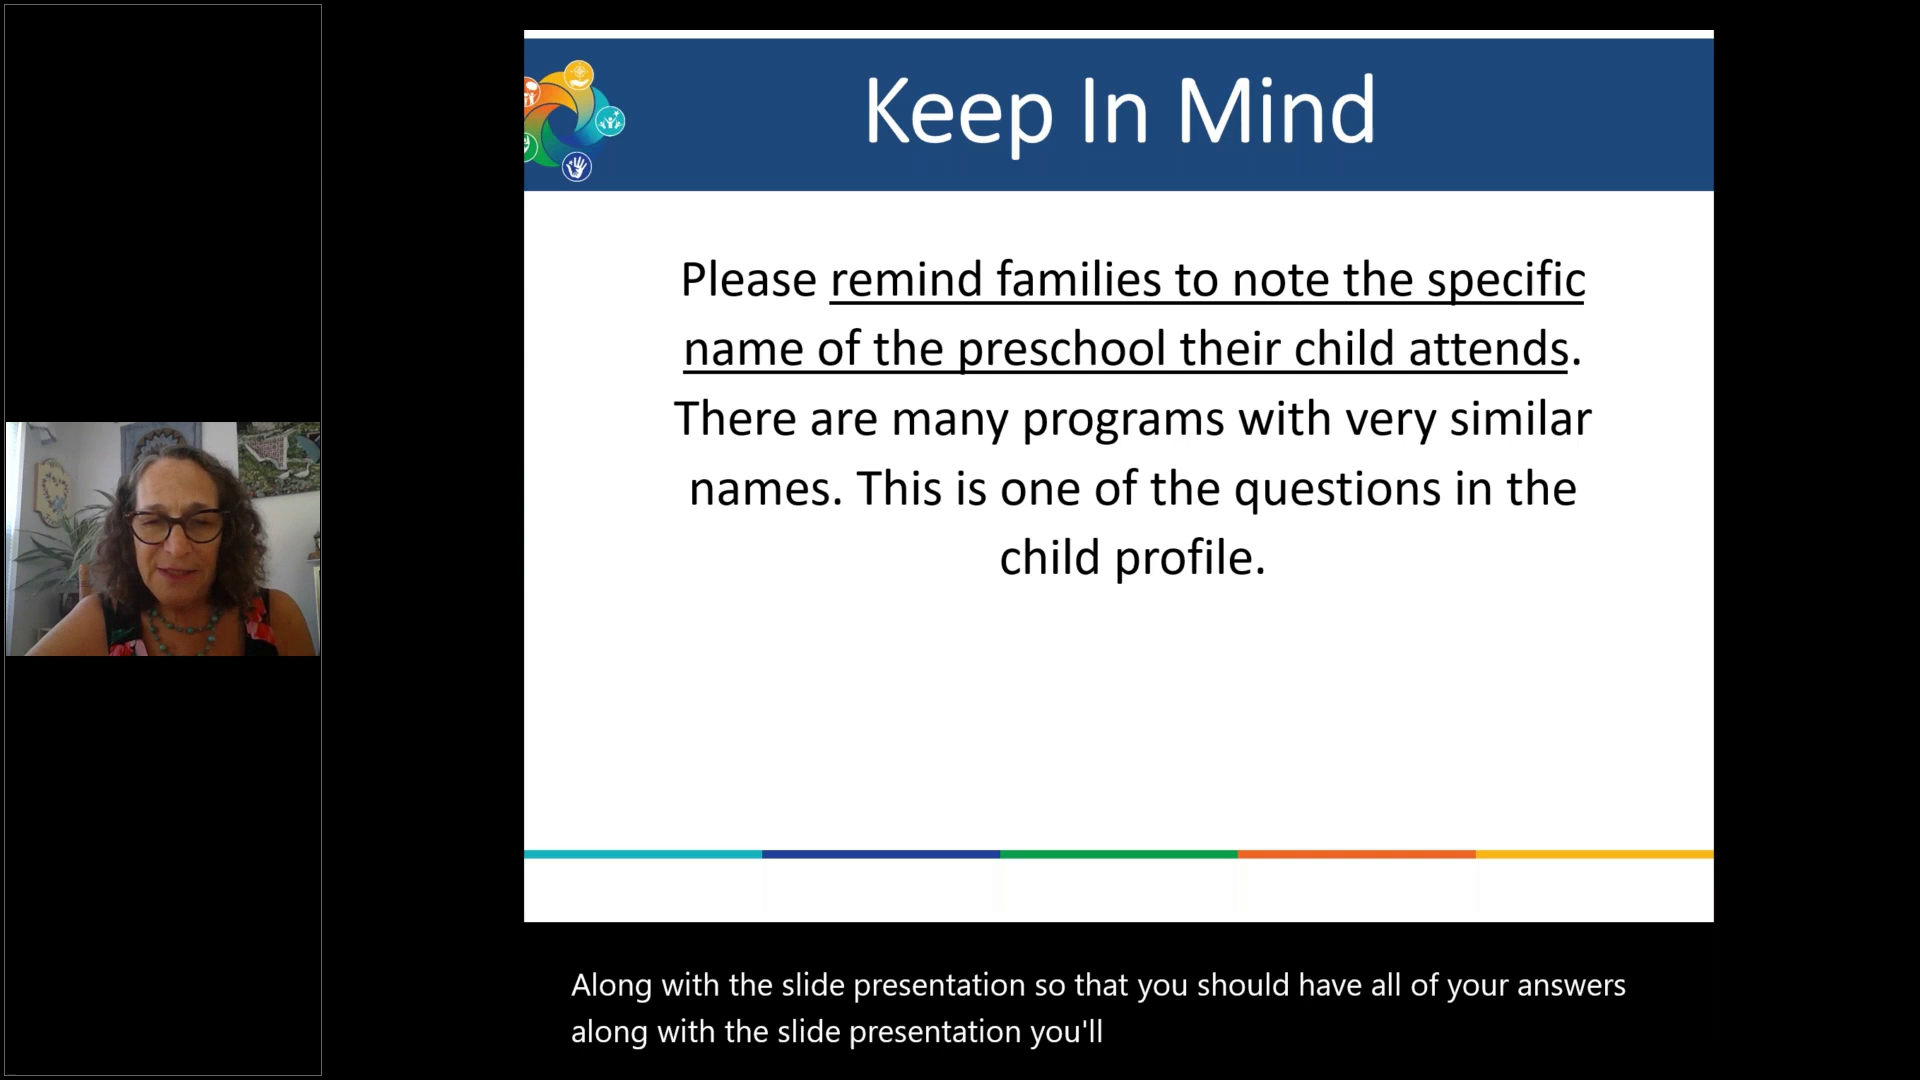 Keep In Mind
Please remind families to note the specific
name of the preschool their child attends.
There are many programs with very similar
names. This is one of the questions in the
child profile.
Along with the slide presentation so that you should have all of your answers
along with the slide presentation you'll